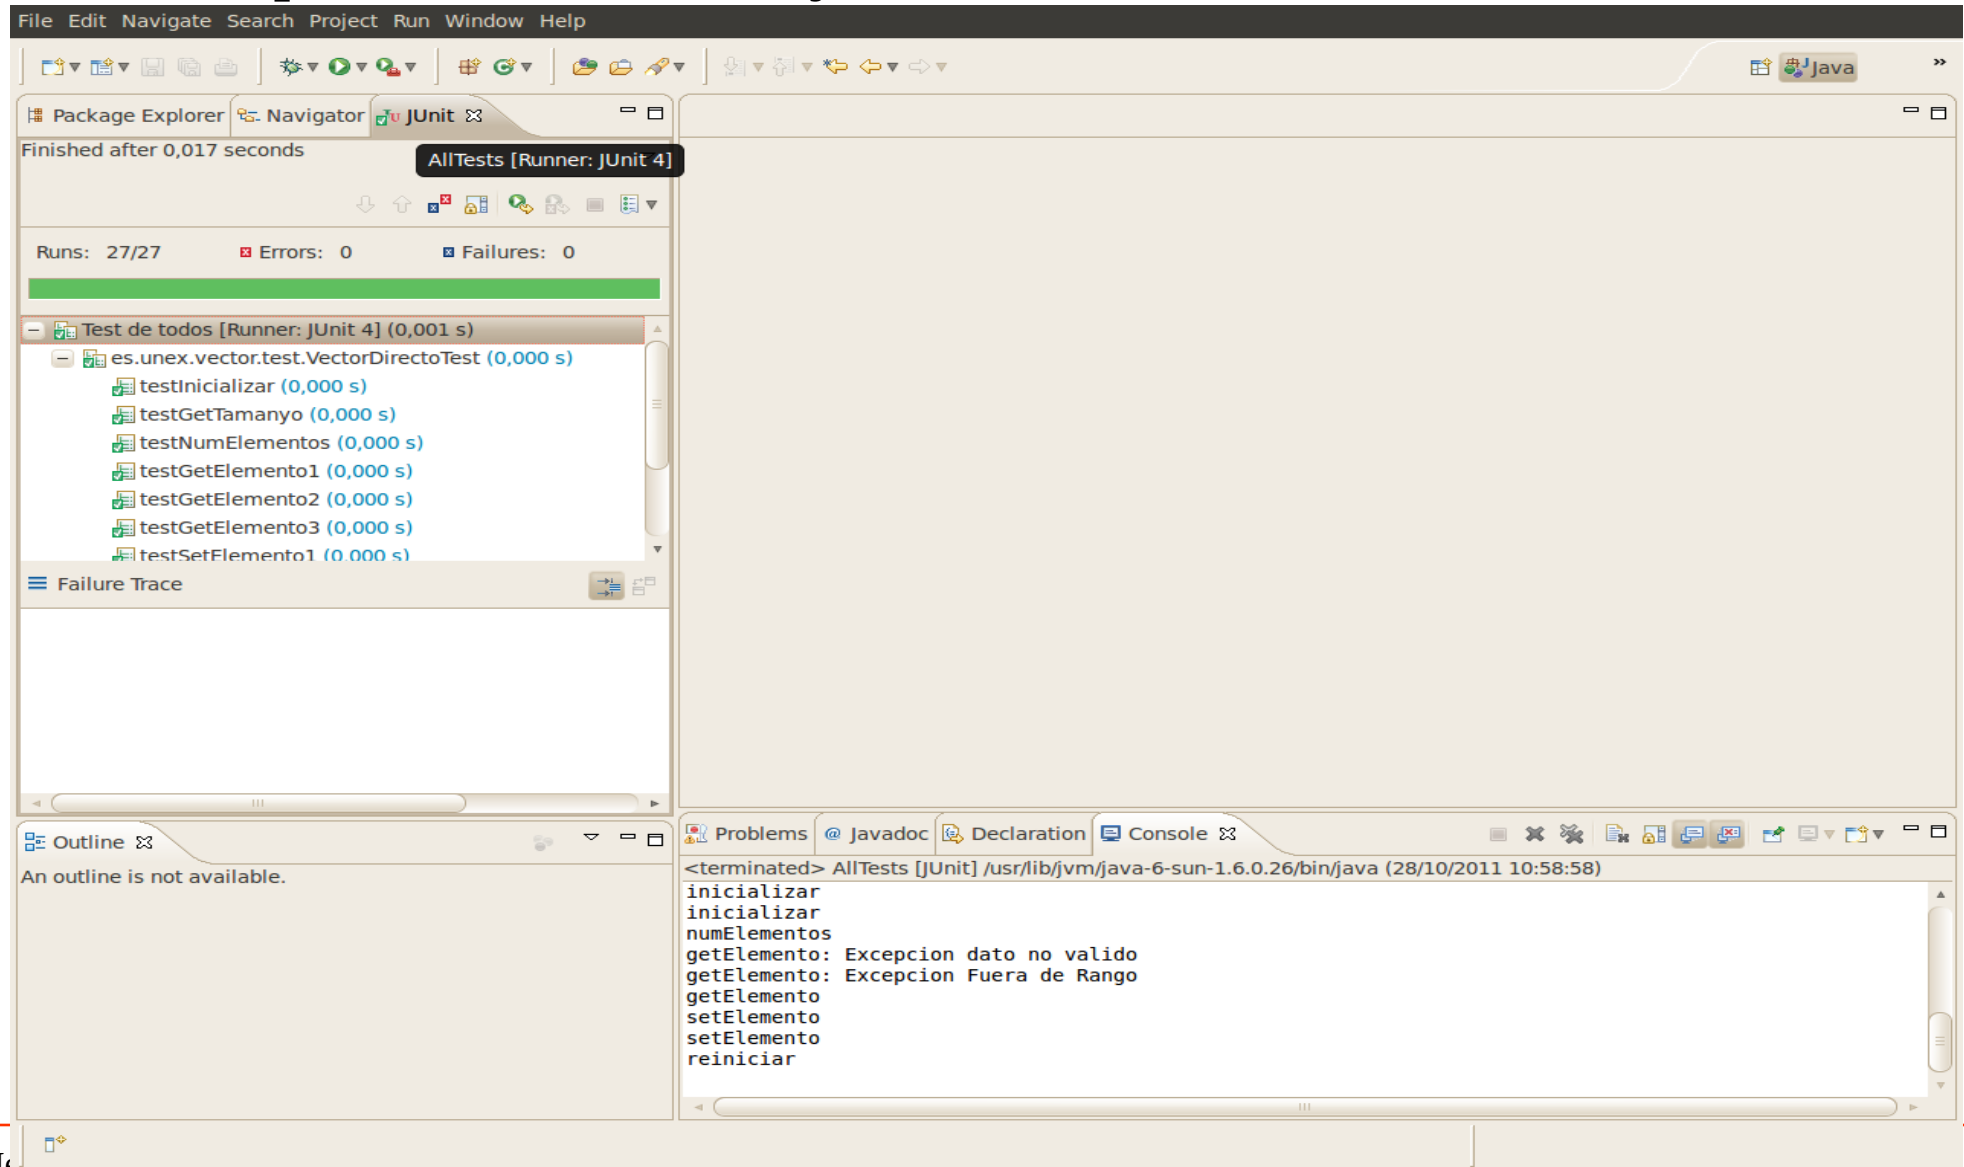 File Edit Navigate Search Project Run Window Help
Java
»
Package Explorer Navigator JUnit
Finished after 0,017 seconds
AllTests [Runner: JUnit 4]
Runs: 27/27 Errors: 0 Failures: 0
Test de todos [Runner: JUnit 4] (0,001 s)
es.unex.vector.test.VectorDirectoTest (0,000 s)
testInicializar (0,000 s)
testGetTamanyo (0,000 s)
testNumElementos (0,000 s)
testGetElemento1 (0,000 s)
testGetElemento2 (0,000 s)
testGetElemento3 (0,000 s)
testSetElemento1 (0,000 s)
Failure Trace
Outline
An outline is not available.
Problems @ Javadoc Declaration Console
<terminated> AllTests [JUnit] /usr/lib/jvm/java-6-sun-1.6.0.26/bin/java (28/10/2011 10:58:58)
inicializar
inicializar
numElementos
getElemento: Excepcion dato no valido
getElemento: Excepcion Fuera de Rango
getElemento
setElemento
setElemento
reiniciar